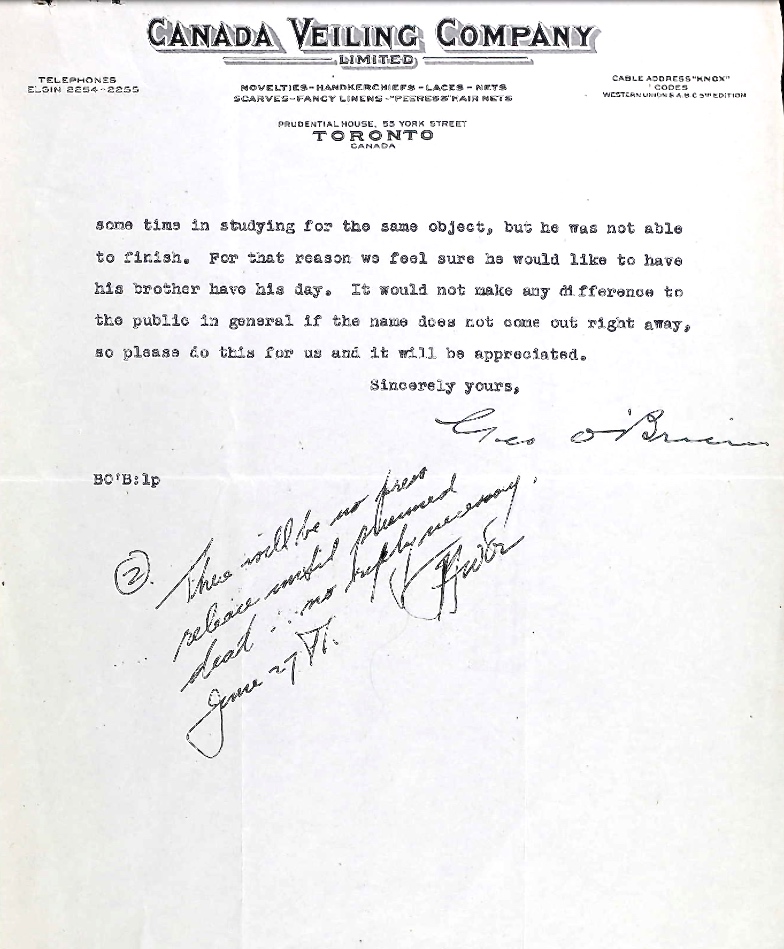 CANADA VEILING COMPANY
LIMITED
TELEPHONES
ELGIN 2254-2255
NOVELTIES-HANDKERCHIEFS-LACES-NETS
SCARVES-FANCY LINENS-"PEERESS" HAIR NETS
CABLE ADDRESS "KNOX"
CODES
WESTERN UNION & A.B.C 5TH EDITION
PRUDENTIAL HOUSE, 55 YORK STREET
TORONTO
CANADA
some time in studying for the same object, but he was not able
to finish. For that reason we feel sure he would like to have
his brother have his day. It would not make any difference to
the public in general if the name does not come out right away,
so please do this for us and it will be appreciated.
Sincerely yours,
Geo O'Brien
BO'B:lp
② There will be no press
release until presumed
dead ∴ no reply necessary.
June 27